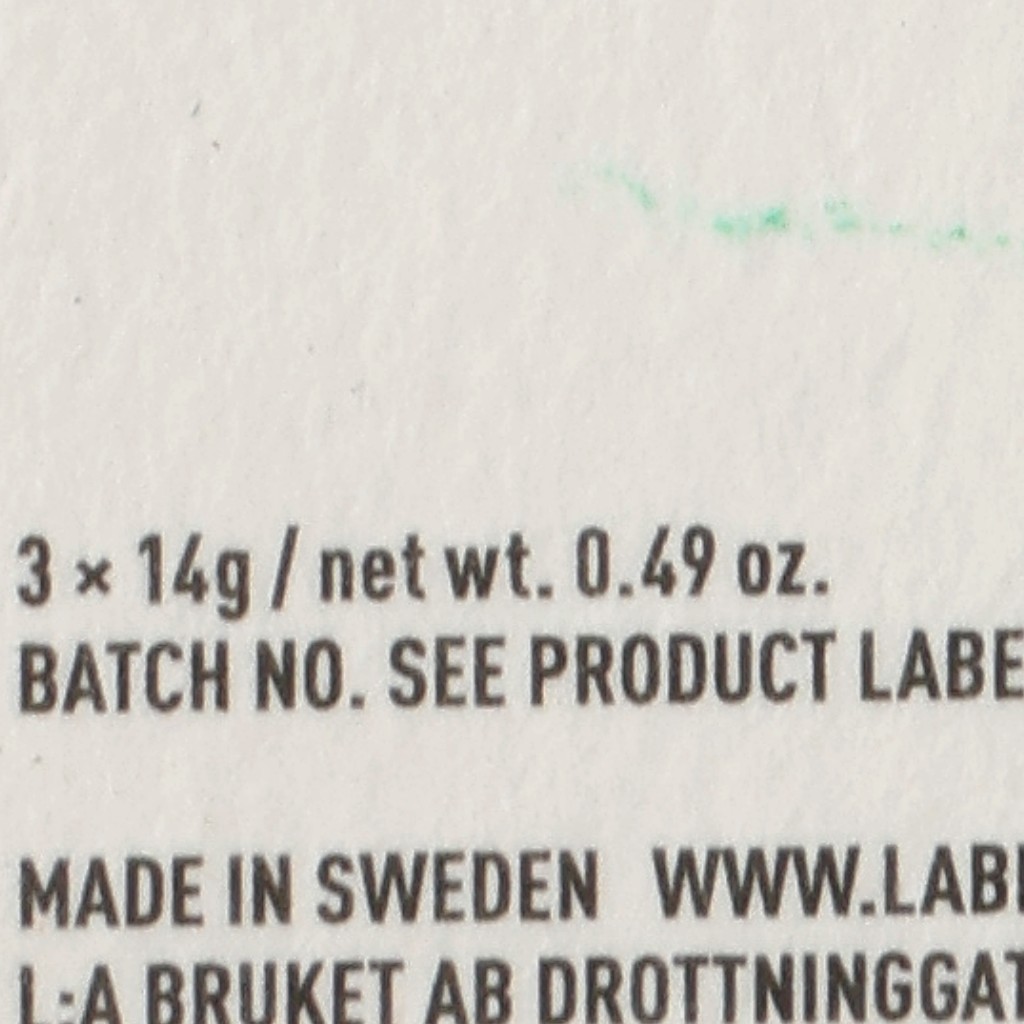 3 × 14g / net wt. 0.49 oz.
BATCH NO. SEE PRODUCT LABE
MADE IN SWEDEN WWW.LAB
L:A BRUKET AB DROTTNINGGAT